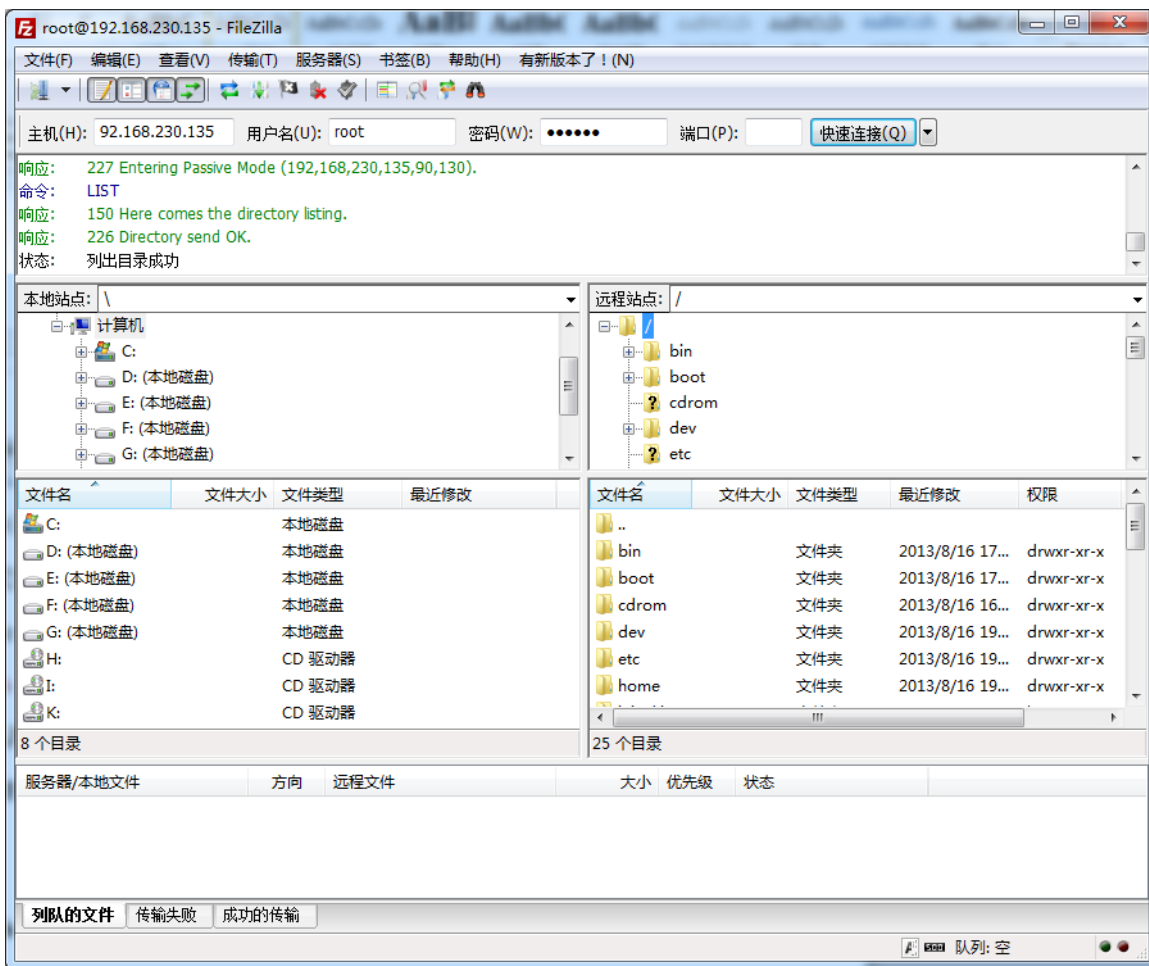 root@192.168.230.135 - FileZilla
文件(F) 编辑(E) 查看(V) 传输(T) 服务器(S) 书签(B) 帮助(H) 有新版本了！(N)
主机(H): 92.168.230.135 用户名(U): root 密码(W): ●●●●●● 端口(P): 快速连接(Q)
响应: 227 Entering Passive Mode (192,168,230,135,90,130).
命令: LIST
响应: 150 Here comes the directory listing.
响应: 226 Directory send OK.
状态: 列出目录成功
本地站点: \ 远程站点: /
计算机 /
C: bin
D: (本地磁盘) boot
E: (本地磁盘) cdrom
F: (本地磁盘) dev
G: (本地磁盘) etc
文件名 文件大小 文件类型 最近修改 文件名 文件大小 文件类型 最近修改 权限
C: 本地磁盘 ..
D: (本地磁盘) 本地磁盘 bin 文件夹 2013/8/16 17... drwxr-xr-x
E: (本地磁盘) 本地磁盘 boot 文件夹 2013/8/16 17... drwxr-xr-x
F: (本地磁盘) 本地磁盘 cdrom 文件夹 2013/8/16 16... drwxr-xr-x
G: (本地磁盘) 本地磁盘 dev 文件夹 2013/8/16 19... drwxr-xr-x
H: CD 驱动器 etc 文件夹 2013/8/16 19... drwxr-xr-x
I: CD 驱动器 home 文件夹 2013/8/16 19... drwxr-xr-x
K: CD 驱动器
8 个目录 25 个目录
服务器/本地文件 方向 远程文件 大小 优先级 状态
列队的文件 传输失败 成功的传输
队列: 空